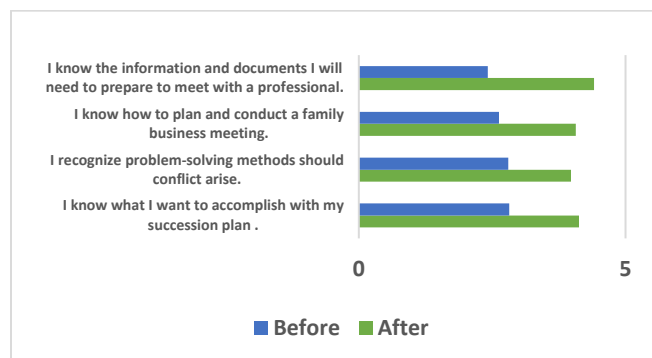 I know the information and documents I will
need to prepare to meet with a professional.
I know how to plan and conduct a family
business meeting.
I recognize problem-solving methods should
conflict arise.
I know what I want to accomplish with my
succession plan .
0 5
Before After